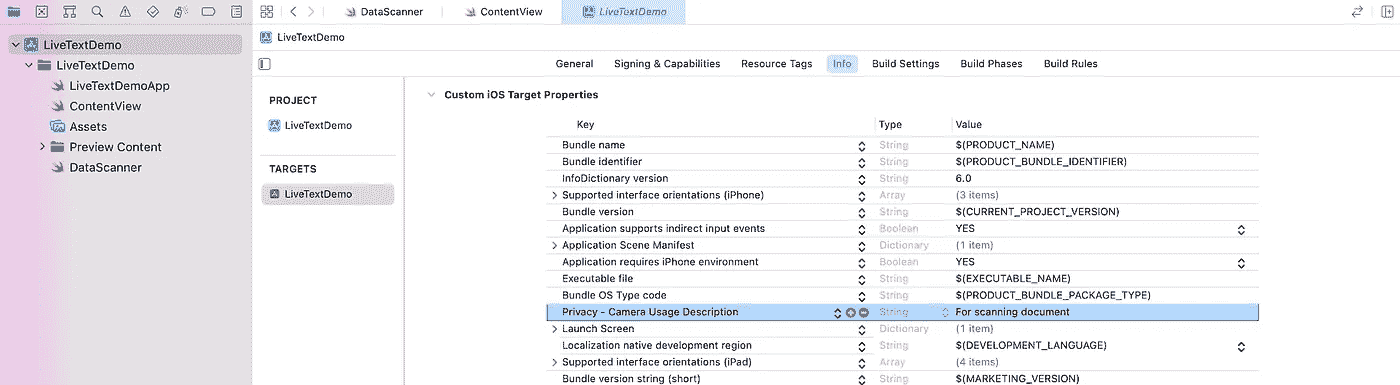 DataScanner ContentView LiveTextDemo
LiveTextDemo
LiveTextDemo
LiveTextDemoApp
ContentView
Assets
Preview Content
DataScanner
LiveTextDemo
General Signing & Capabilities Resource Tags Info Build Settings Build Phases Build Rules
PROJECT
LiveTextDemo
TARGETS
LiveTextDemo
Custom iOS Target Properties
Key Type Value
Bundle name String $(PRODUCT_NAME)
Bundle identifier String $(PRODUCT_BUNDLE_IDENTIFIER)
InfoDictionary version String 6.0
Supported interface orientations (iPhone) Array (3 items)
Bundle version String $(CURRENT_PROJECT_VERSION)
Application supports indirect input events Boolean YES
Application Scene Manifest Dictionary (1 item)
Application requires iPhone environment Boolean YES
Executable file String $(EXECUTABLE_NAME)
Bundle OS Type code String $(PRODUCT_BUNDLE_PACKAGE_TYPE)
Privacy - Camera Usage Description String For scanning document
Launch Screen Dictionary (1 item)
Localization native development region String $(DEVELOPMENT_LANGUAGE)
Supported interface orientations (iPad) Array (4 items)
Bundle version string (short) String $(MARKETING_VERSION)